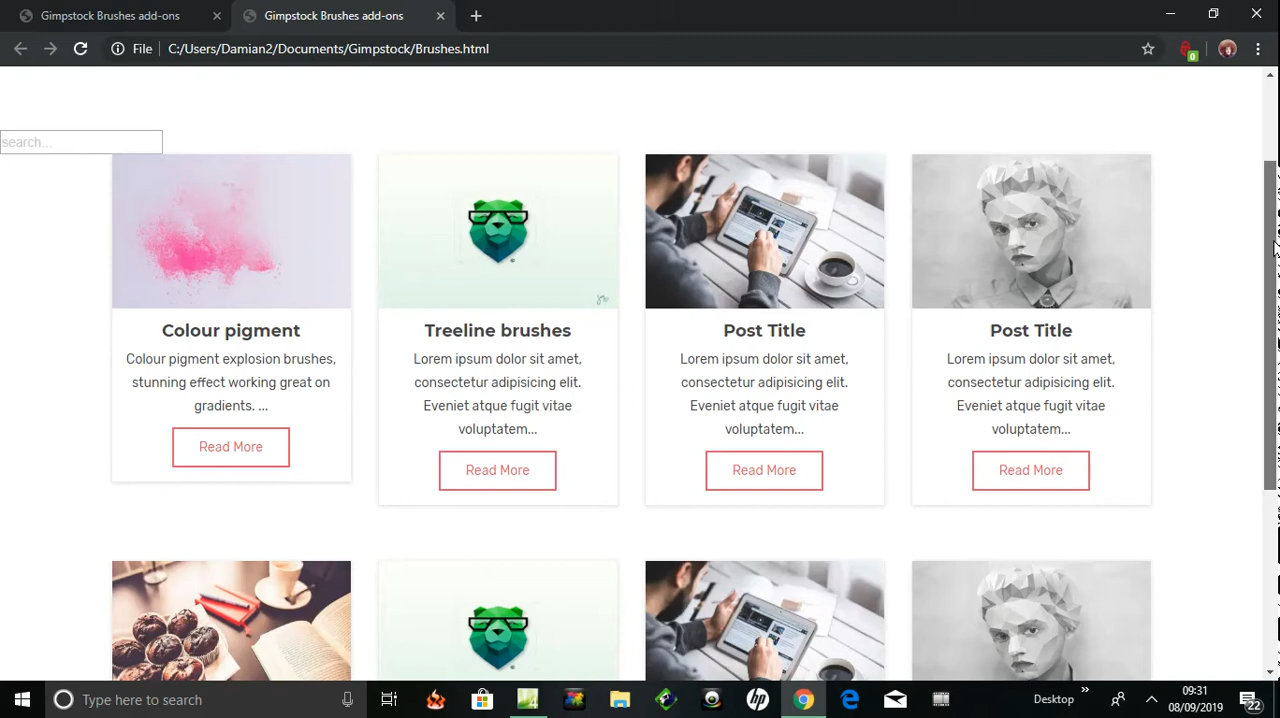 Gimpstock Brushes add-ons
Gimpstock Brushes add-ons
File
C:/Users/Damian2/Documents/Gimpstock/Brushes.html
0
search...
Colour pigment
Colour pigment explosion brushes,
stunning effect working great on
gradients. ...
Read More
Treeline brushes
Lorem ipsum dolor sit amet,
consectetur adipisicing elit.
Eveniet atque fugit vitae
voluptatem...
Read More
Post Title
Lorem ipsum dolor sit amet,
consectetur adipisicing elit.
Eveniet atque fugit vitae
voluptatem...
Read More
Post Title
Lorem ipsum dolor sit amet,
consectetur adipisicing elit.
Eveniet atque fugit vitae
voluptatem...
Read More
Type here to search
4
hp
Desktop
09:31
08/09/2019
22